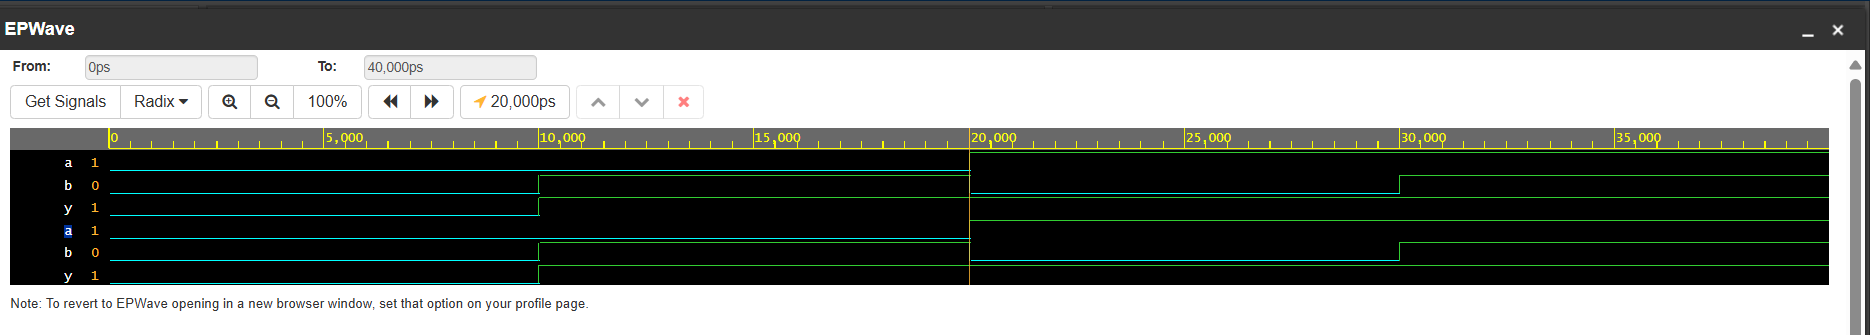 EPWave
From: 0ps To: 40,000ps
Get Signals Radix 100% 20,000ps
0 5,000 10,000 15,000 20,000 25,000 30,000 35,000
a 1
b 0
y 1
a 1
b 0
y 1
Note: To revert to EPWave opening in a new browser window, set that option on your profile page.